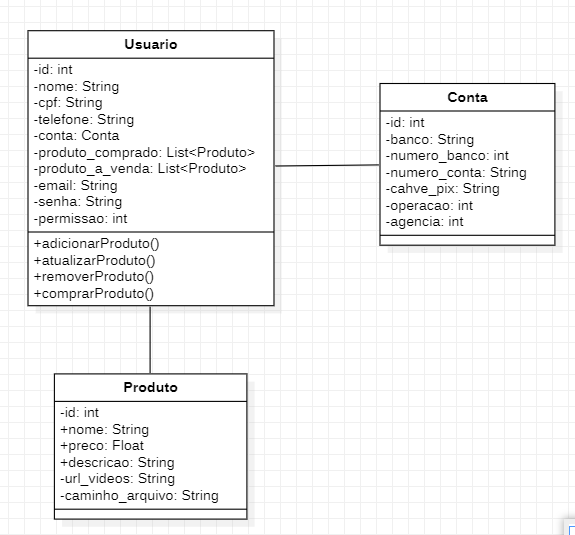 Usuario
-id: int
-nome: String
-cpf: String
-telefone: String
-conta: Conta
-produto_comprado: List<Produto>
-produto_a_venda: List<Produto>
-email: String
-senha: String
-permissao: int
+adicionarProduto()
+atualizarProduto()
+removerProduto()
+comprarProduto()
Conta
-id: int
-banco: String
-numero_banco: int
-numero_conta: String
-cahve_pix: String
-operacao: int
-agencia: int
Produto
-id: int
+nome: String
+preco: Float
+descricao: String
-url_videos: String
-caminho_arquivo: String